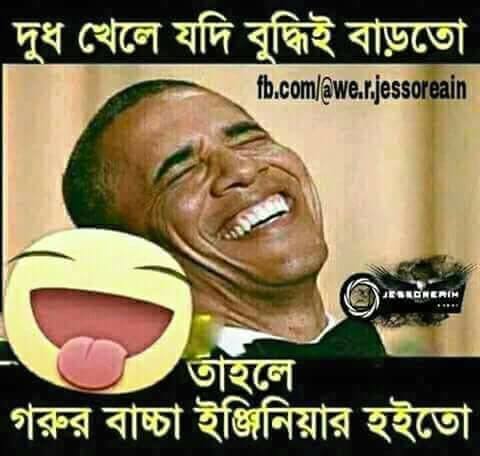 দুধ খেলে যদি বুদ্ধিই বাড়তো
fb.com/@we.r.jessoreain
JESSOREAIN
তাহলে
গরুর বাচ্চা ইঞ্জিনিয়ার হইতো